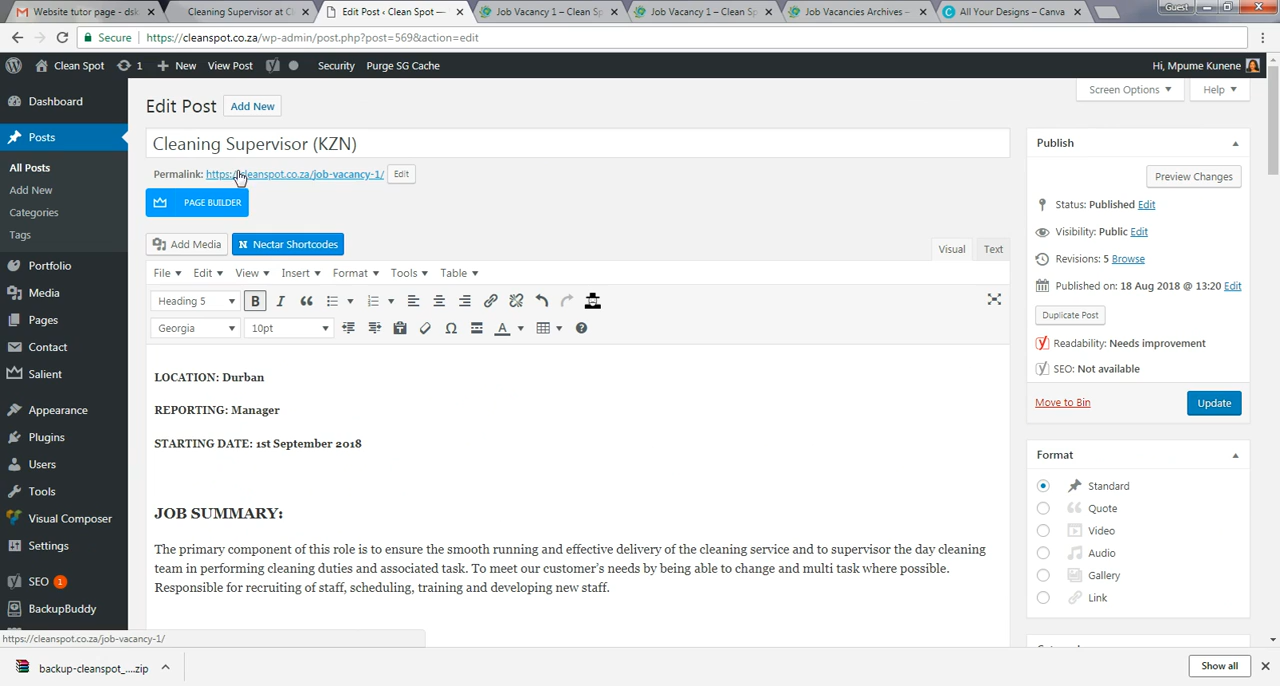 Website tutor page - dsk
Cleaning Supervisor at C
Edit Post ‹ Clean Spot —
Job Vacancy 1 – Clean Sp
Job Vacancy 1 – Clean Sp
Job Vacancies Archives –
All Your Designs – Canva
Guest
Secure
https://cleanspot.co.za/wp-admin/post.php?post=569&action=edit
Clean Spot
1
New
View Post
Security
Purge SG Cache
Hi, Mpume Kunene
Dashboard
Posts
All Posts
Add New
Categories
Tags
Portfolio
Media
Pages
Contact
Salient
Appearance
Plugins
Users
Tools
Visual Composer
Settings
SEO 1
BackupBuddy
Screen Options
Help
Edit Post
Add New
Cleaning Supervisor (KZN)
Permalink: https://cleanspot.co.za/job-vacancy-1/ Edit
PAGE BUILDER
Add Media
N Nectar Shortcodes
Visual
Text
File Edit View Insert Format Tools Table
Heading 5
B I
Georgia
10pt
LOCATION: Durban
REPORTING: Manager
STARTING DATE: 1st September 2018
JOB SUMMARY:
The primary component of this role is to ensure the smooth running and effective delivery of the cleaning service and to supervisor the day cleaning
team in performing cleaning duties and associated task. To meet our customer's needs by being able to change and multi task where possible.
Responsible for recruiting of staff, scheduling, training and developing new staff.
Publish
Preview Changes
Status: Published Edit
Visibility: Public Edit
Revisions: 5 Browse
Published on: 18 Aug 2018 @ 13:20 Edit
Duplicate Post
Readability: Needs improvement
SEO: Not available
Move to Bin
Update
Format
Standard
Quote
Video
Audio
Gallery
Link
https://cleanspot.co.za/job-vacancy-1/
backup-cleanspot_....zip
Show all